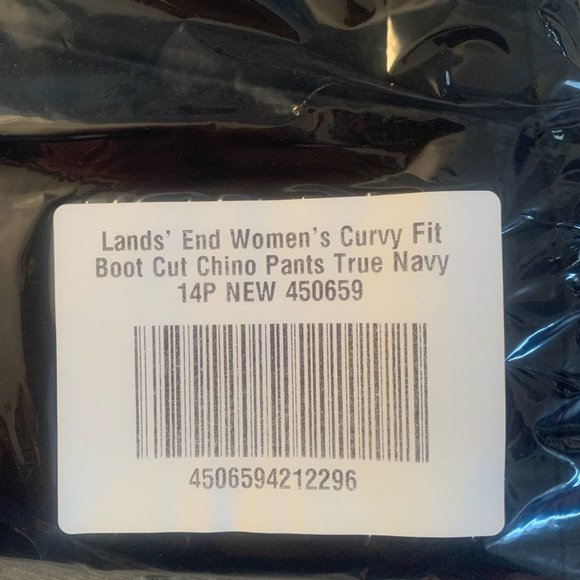 Lands' End Women's Curvy Fit
Boot Cut Chino Pants True Navy
14P NEW 450659
4506594212296